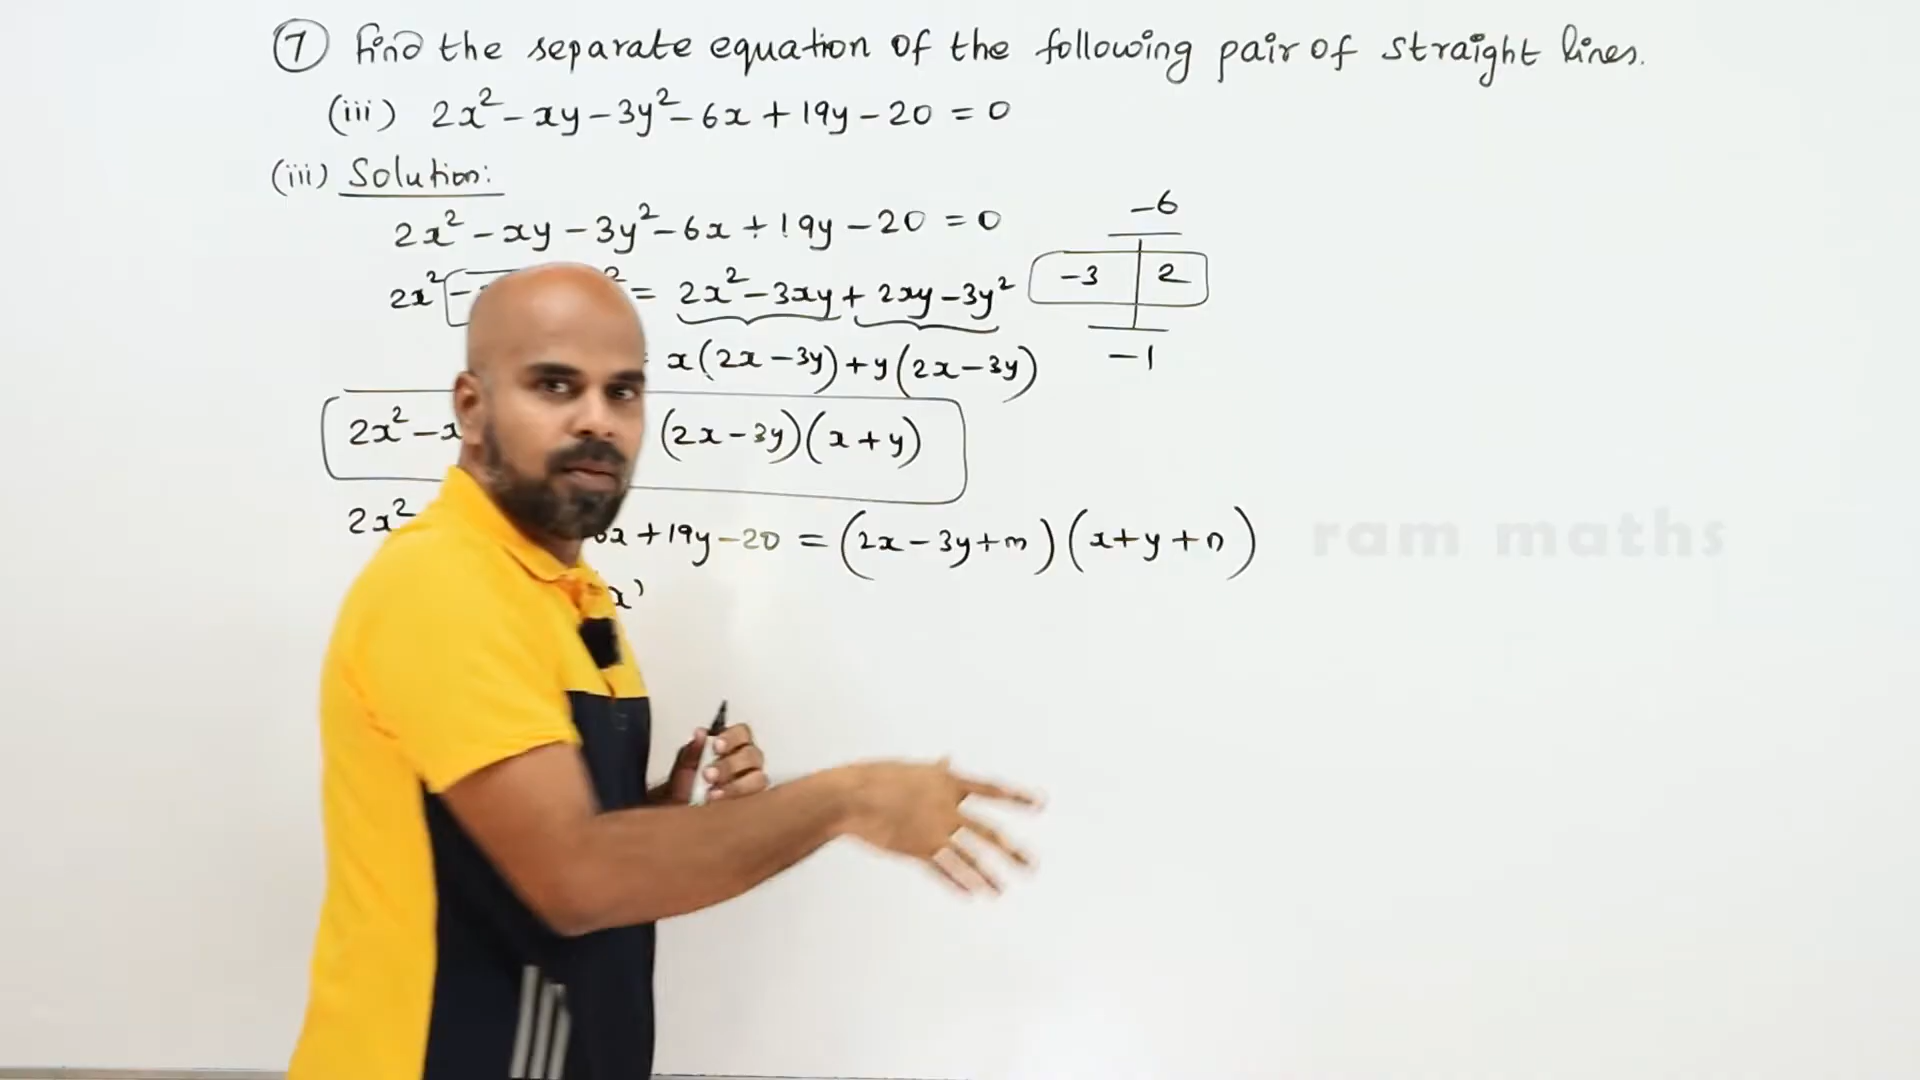 7 Find the separate equation of the following pair of straight lines.
(iii) 2x² - xy - 3y² - 6x + 19y - 20 = 0
(iii) Solution:
2x² - xy - 3y² - 6x + 19y - 20 = 0
-6
2x² - = 2x² - 3xy + 2xy - 3y²
-3 2
= x(2x - 3y) + y(2x - 3y)
-1
2x² - x (2x - 3y)(x + y)
2x² 6x + 19y - 20 = (2x - 3y + m)(x + y + n)
x'
ram maths